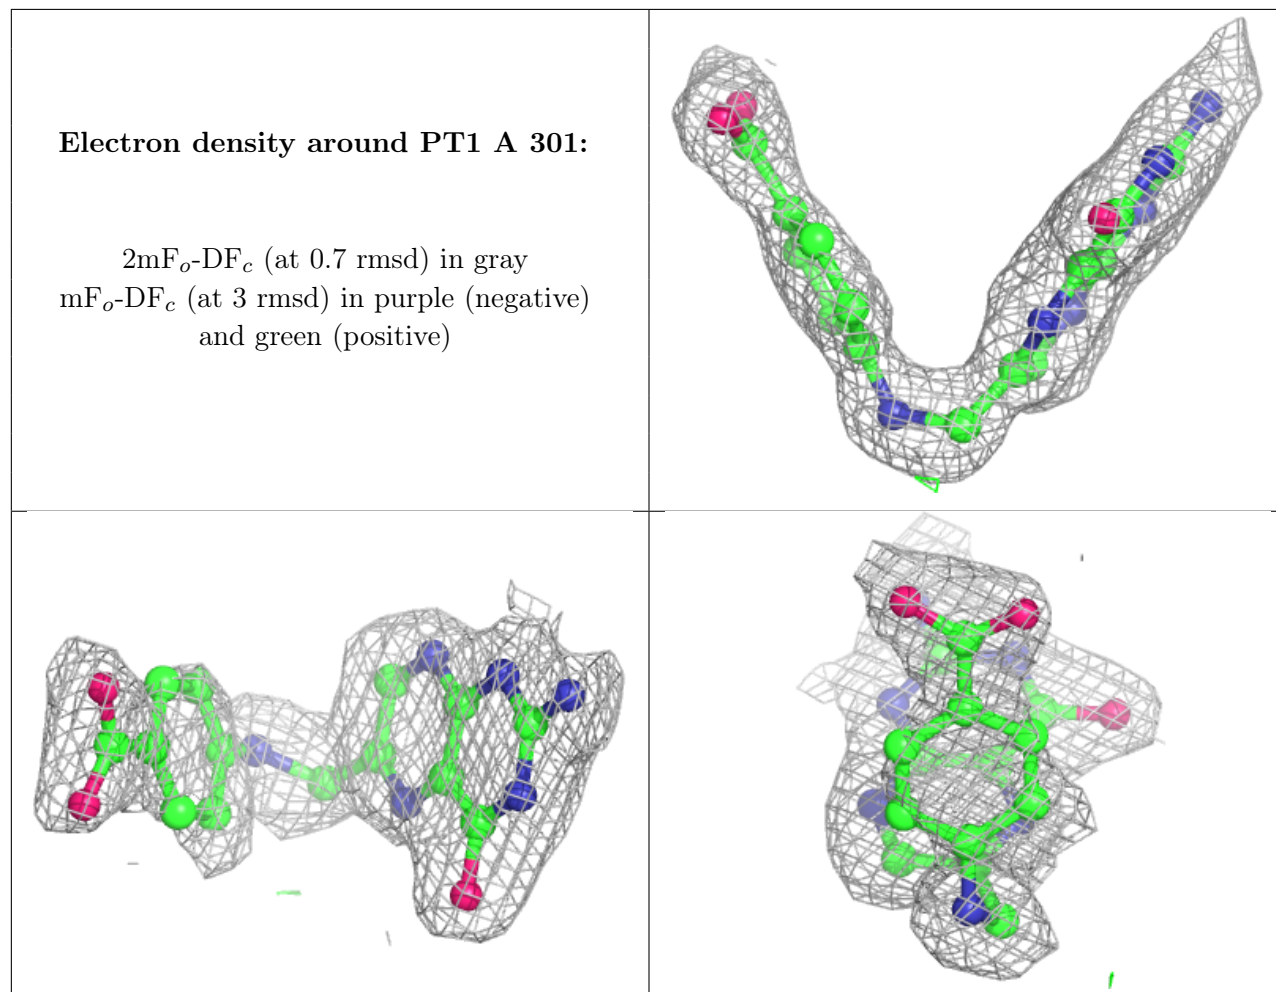 Electron density around PT1 A 301:
2mFo-DFc (at 0.7 rmsd) in gray
mFo-DFc (at 3 rmsd) in purple (negative)
and green (positive)